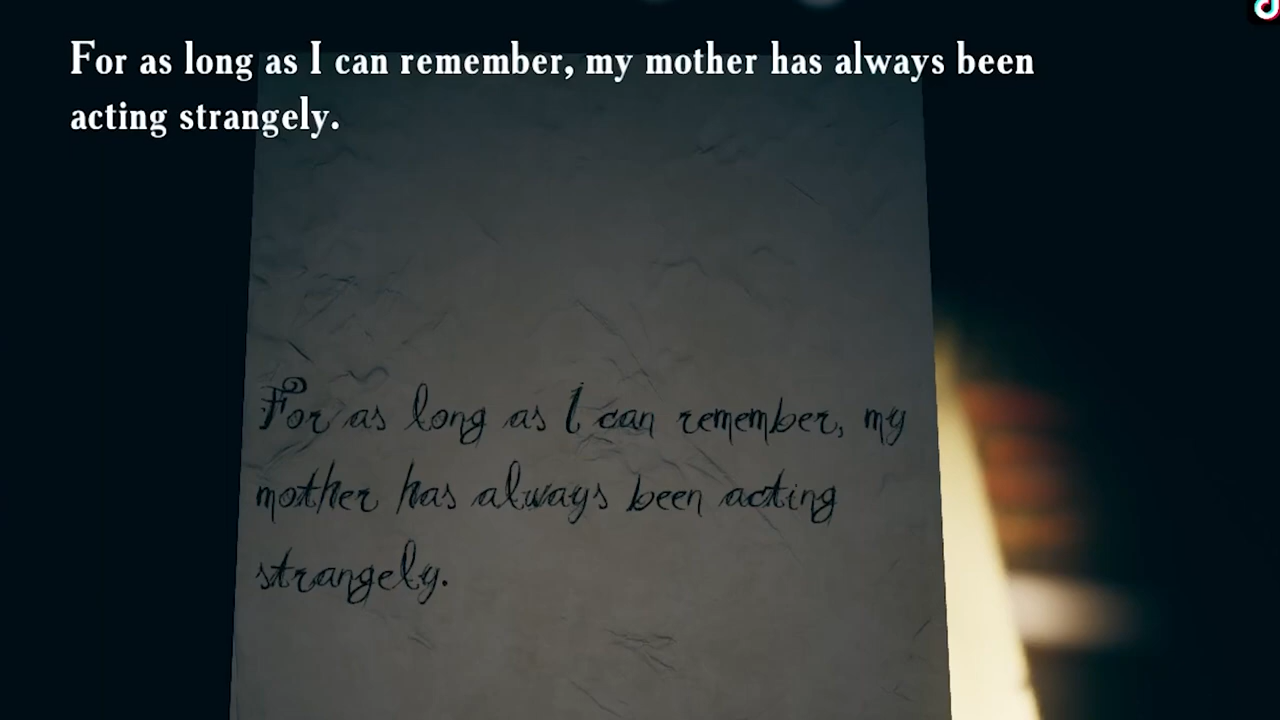 For as long as I can remember, my mother has always been
acting strangely.
For as long as I can remember, my
mother has always been acting
strangely.